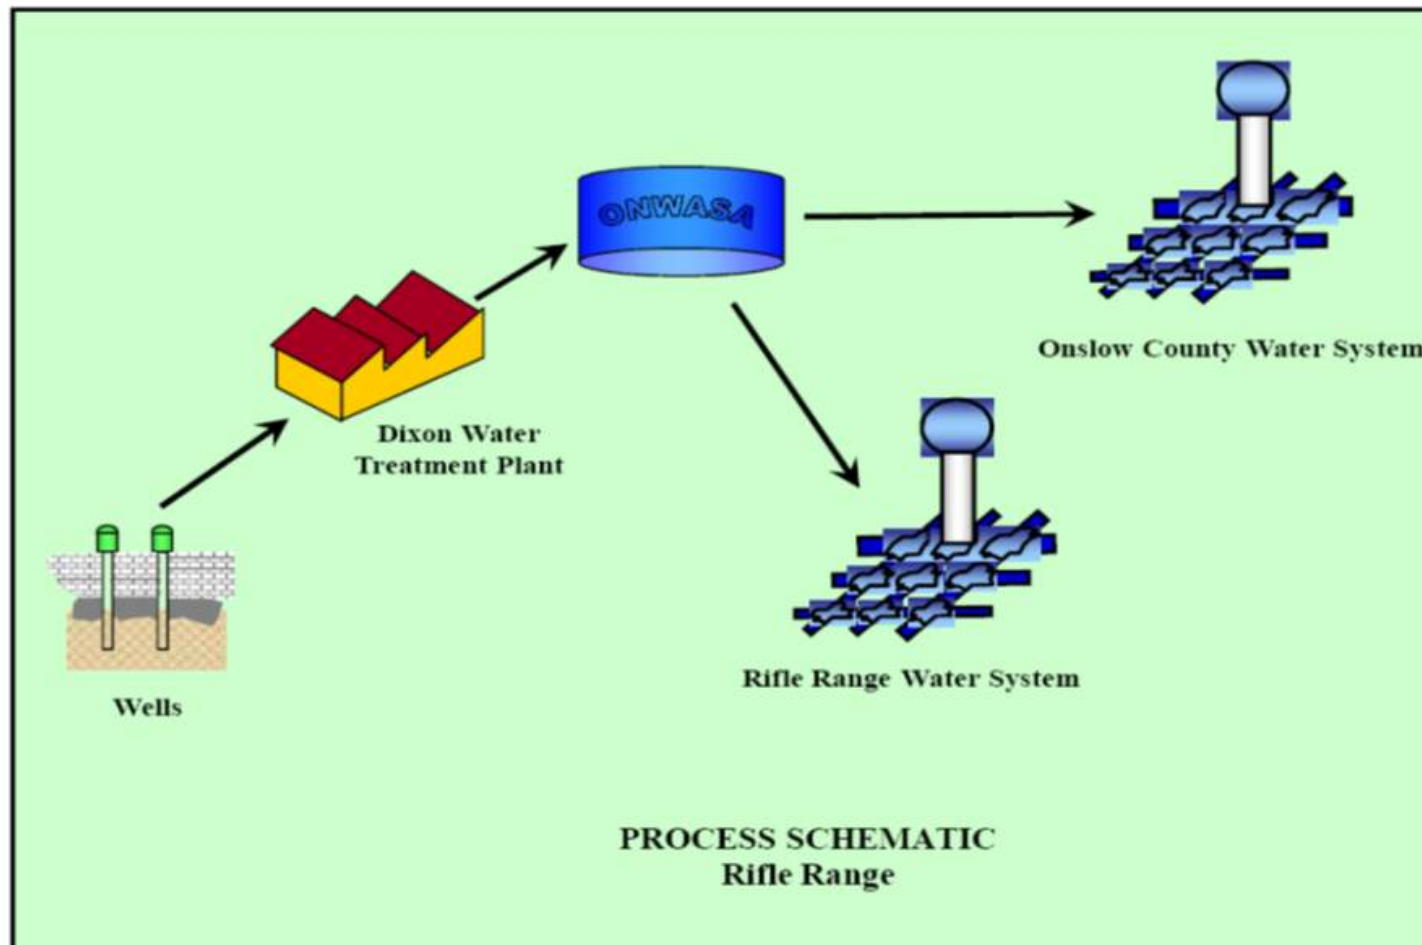 ONWASA
Onslow County Water System
Dixon Water
Treatment Plant
Rifle Range Water System
Wells
PROCESS SCHEMATIC
Rifle Range